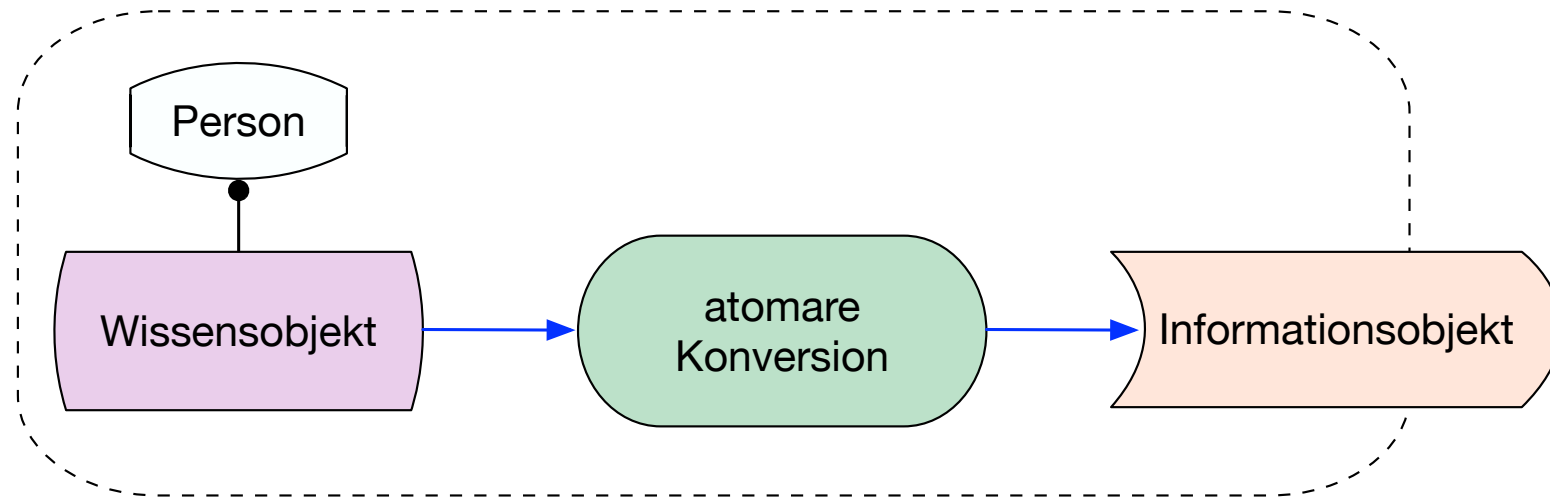 Person
Wissensobjekt
atomare
Konversion
Informationsobjekt